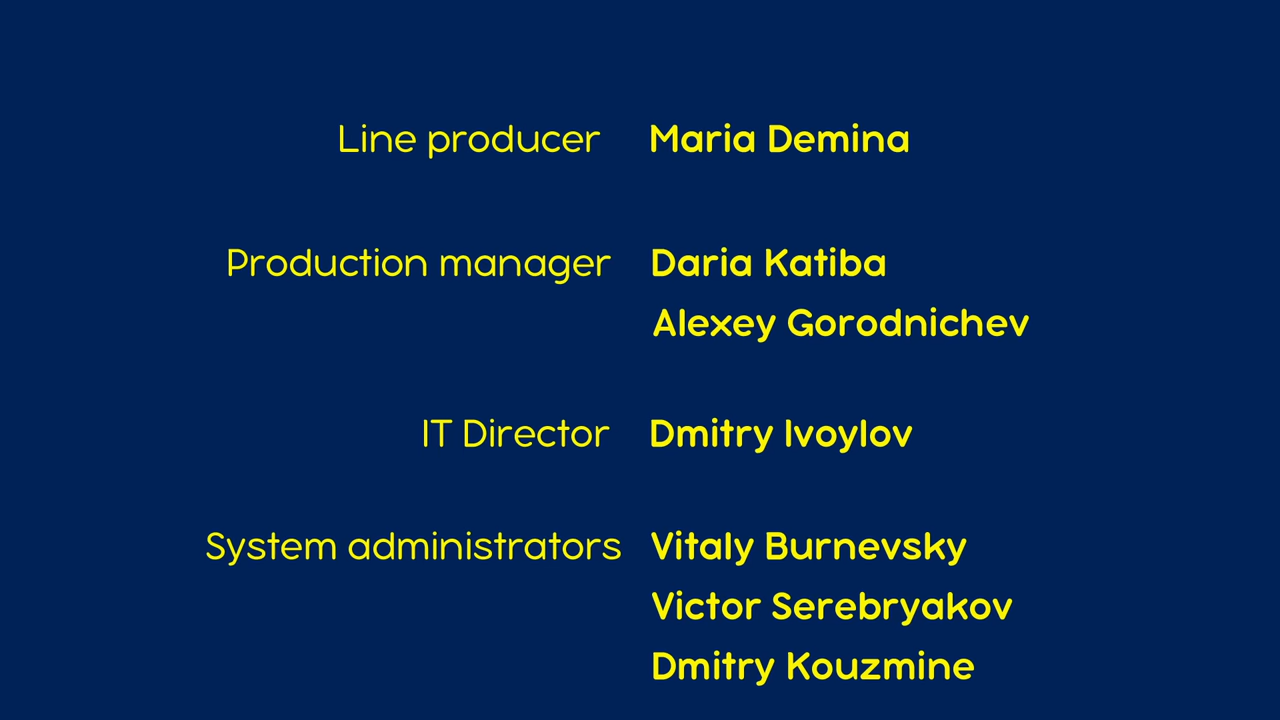 Line producer Maria Demina
Production manager Daria Katiba
Alexey Gorodnichev
IT Director Dmitry Ivoylov
System administrators Vitaly Burnevsky
Victor Serebryakov
Dmitry Kouzmine